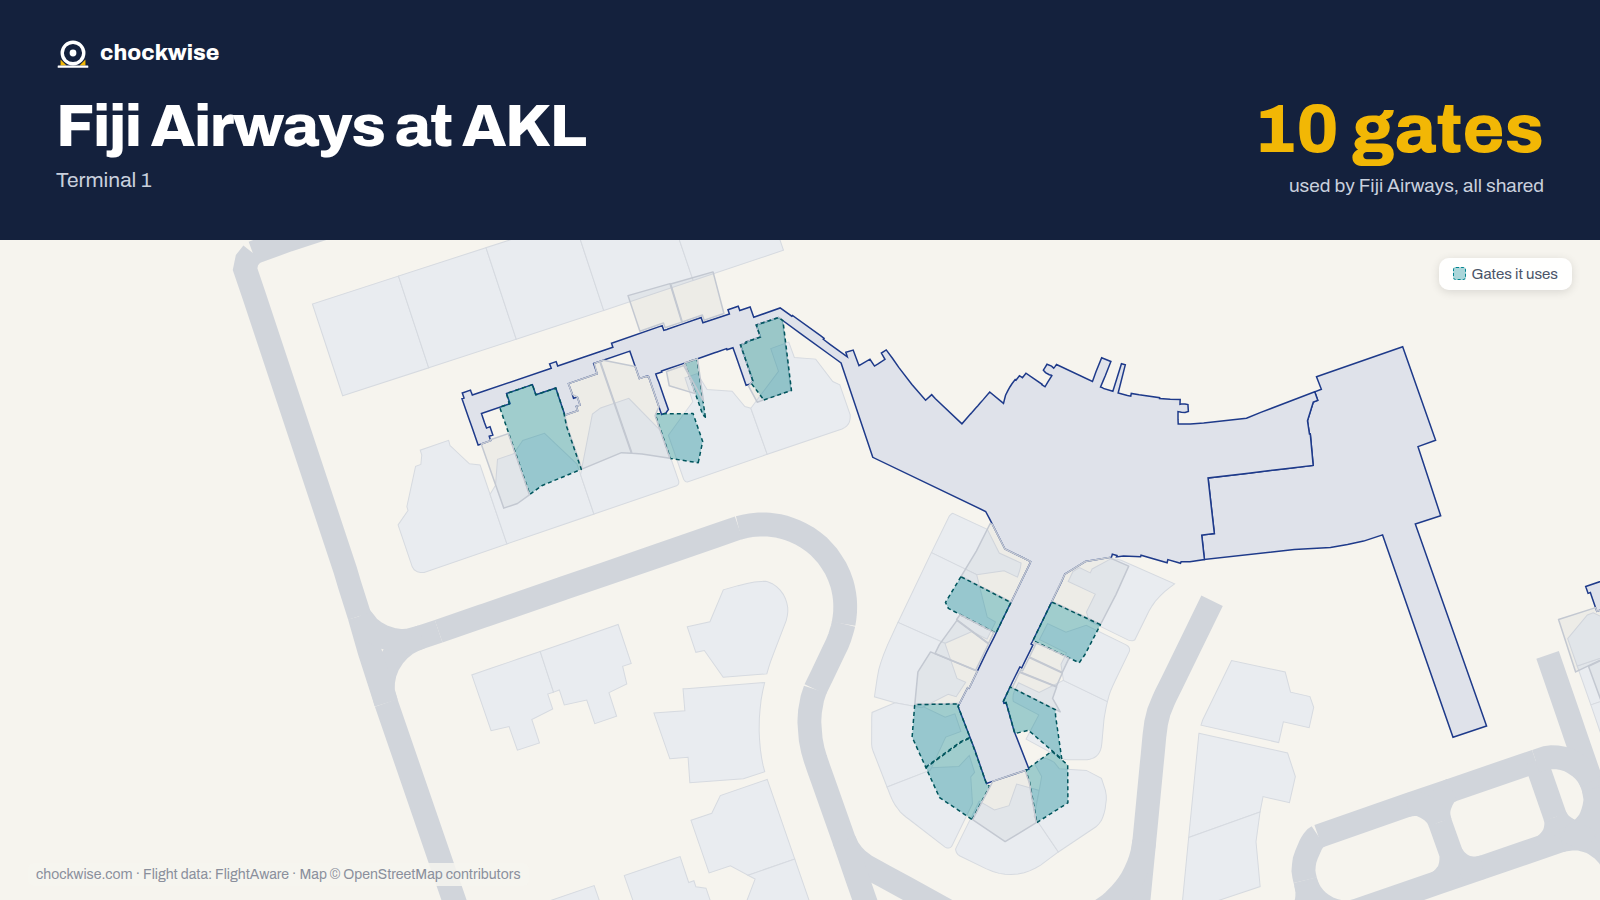 chockwise
Fiji Airways at AKL
Terminal 1
10 gates
used by Fiji Airways, all shared
Gates it uses
chockwise.com · Flight data: FlightAware · Map © OpenStreetMap contributors